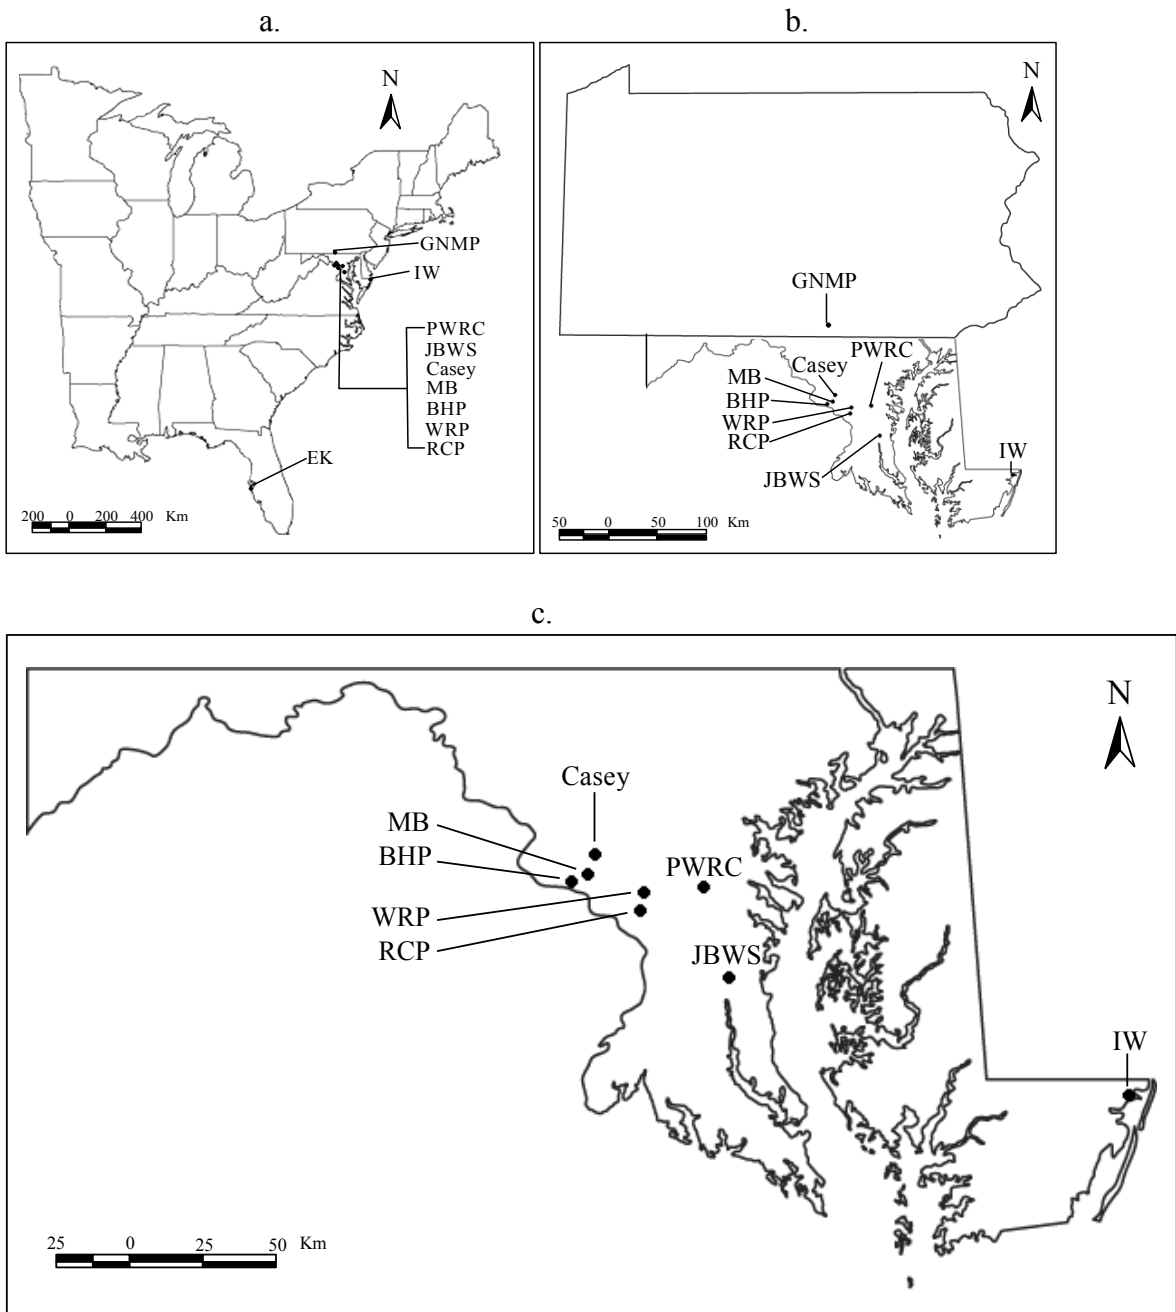 a.
N
GNMP
IW
PWRC
JBWS
Casey
MB
BHP
WRP
RCP
EK
200 0 200 400 Km
b.
N
GNMP
PWRC
Casey
MB
BHP
WRP
RCP
JBWS
IW
50 0 50 100 Km
c.
N
Casey
MB
BHP
PWRC
WRP
RCP
JBWS
IW
25 0 25 50 Km